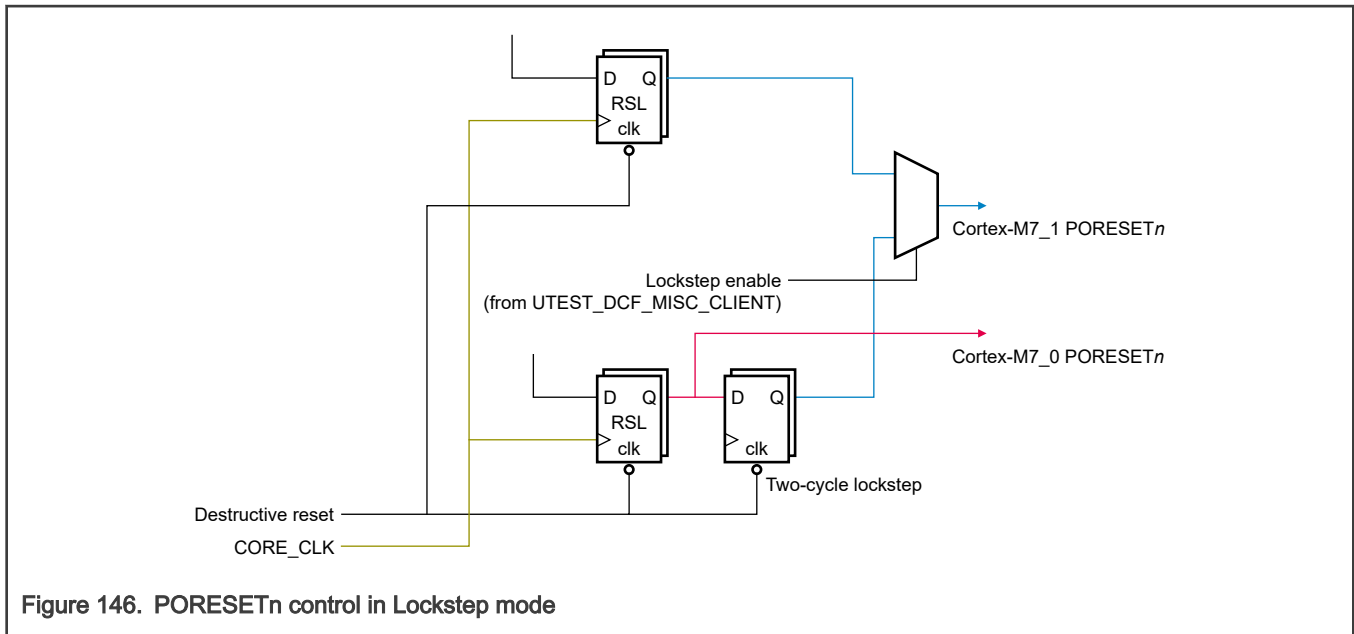 D Q
RSL
clk
Cortex-M7_1 PORESETn
Lockstep enable
(from UTEST_DCF_MISC_CLIENT)
Cortex-M7_0 PORESETn
D Q
RSL
clk
D Q
clk
Two-cycle lockstep
Destructive reset
CORE_CLK
Figure 146. PORESETn control in Lockstep mode